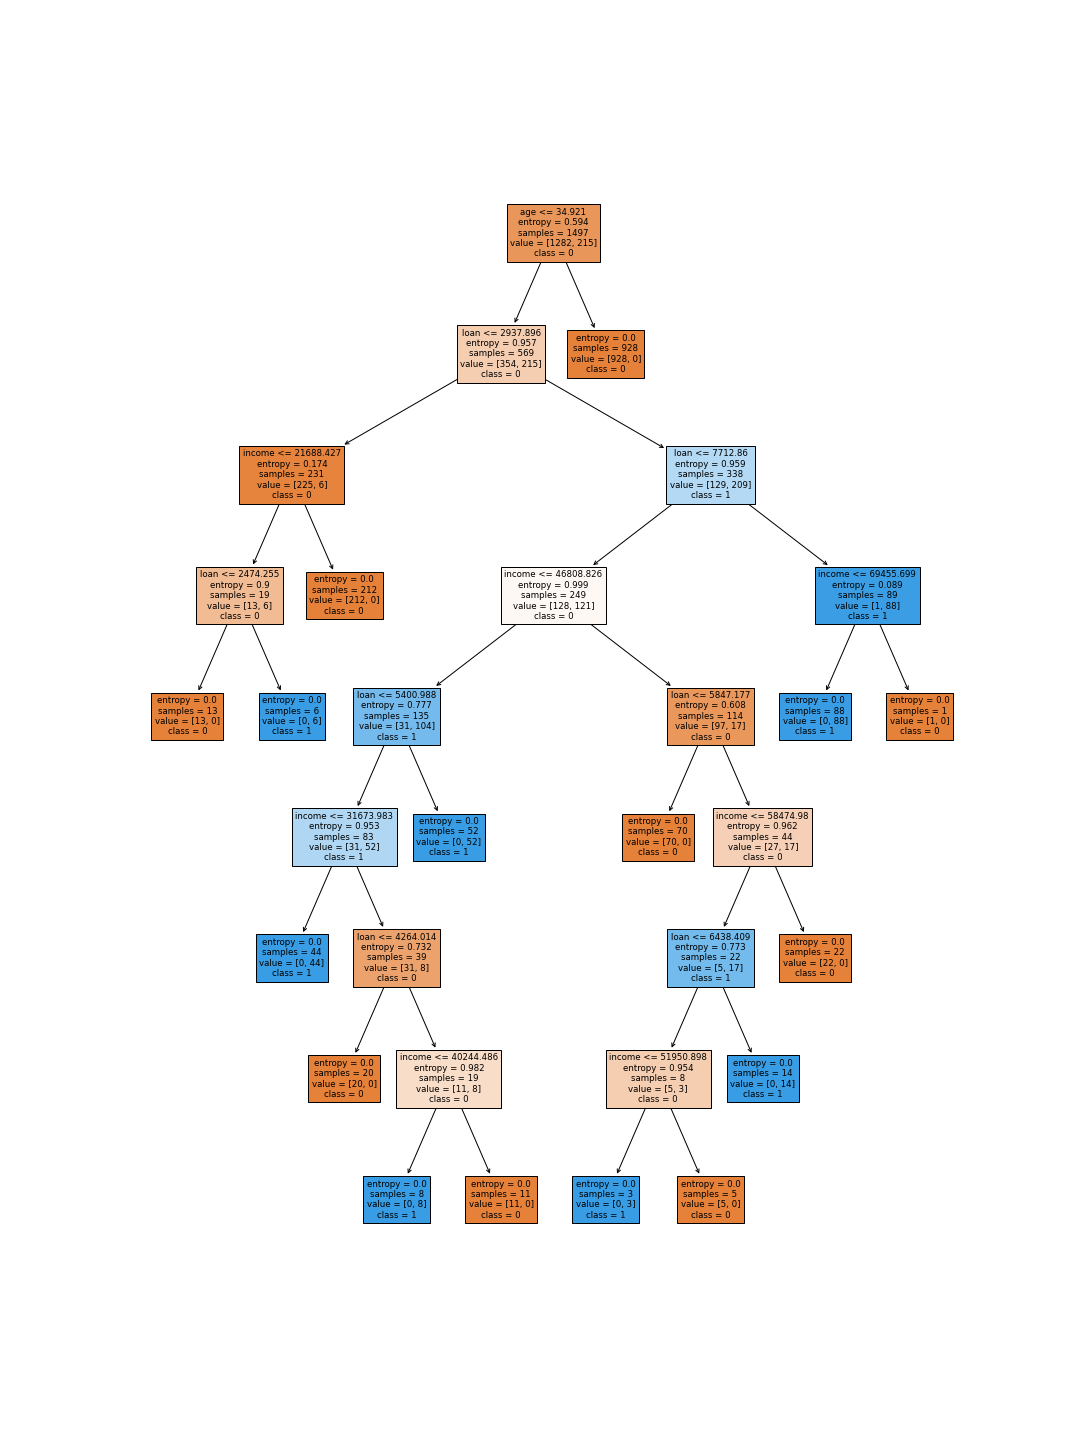 age <= 34.921
entropy = 0.594
samples = 1497
value = [1282, 215]
class = 0
loan <= 2937.896
entropy = 0.957
samples = 569
value = [354, 215]
class = 0
entropy = 0.0
samples = 928
value = [928, 0]
class = 0
income <= 21688.427
entropy = 0.174
samples = 231
value = [225, 6]
class = 0
loan <= 7712.86
entropy = 0.959
samples = 338
value = [129, 209]
class = 1
loan <= 2474.255
entropy = 0.9
samples = 19
value = [13, 6]
class = 0
entropy = 0.0
samples = 212
value = [212, 0]
class = 0
income <= 46808.826
entropy = 0.999
samples = 249
value = [128, 121]
class = 0
income <= 69455.699
entropy = 0.089
samples = 89
value = [1, 88]
class = 1
entropy = 0.0
samples = 13
value = [13, 0]
class = 0
entropy = 0.0
samples = 6
value = [0, 6]
class = 1
loan <= 5400.988
entropy = 0.777
samples = 135
value = [31, 104]
class = 1
loan <= 5847.177
entropy = 0.608
samples = 114
value = [97, 17]
class = 0
entropy = 0.0
samples = 88
value = [0, 88]
class = 1
entropy = 0.0
samples = 1
value = [1, 0]
class = 0
income <= 31673.983
entropy = 0.953
samples = 83
value = [31, 52]
class = 1
entropy = 0.0
samples = 52
value = [0, 52]
class = 1
entropy = 0.0
samples = 70
value = [70, 0]
class = 0
income <= 58474.98
entropy = 0.962
samples = 44
value = [27, 17]
class = 0
entropy = 0.0
samples = 44
value = [0, 44]
class = 1
loan <= 4264.014
entropy = 0.732
samples = 39
value = [31, 8]
class = 0
loan <= 6438.409
entropy = 0.773
samples = 22
value = [5, 17]
class = 1
entropy = 0.0
samples = 22
value = [22, 0]
class = 0
entropy = 0.0
samples = 20
value = [20, 0]
class = 0
income <= 40244.486
entropy = 0.982
samples = 19
value = [11, 8]
class = 0
income <= 51950.898
entropy = 0.954
samples = 8
value = [5, 3]
class = 0
entropy = 0.0
samples = 14
value = [0, 14]
class = 1
entropy = 0.0
samples = 8
value = [0, 8]
class = 1
entropy = 0.0
samples = 11
value = [11, 0]
class = 0
entropy = 0.0
samples = 3
value = [0, 3]
class = 1
entropy = 0.0
samples = 5
value = [5, 0]
class = 0